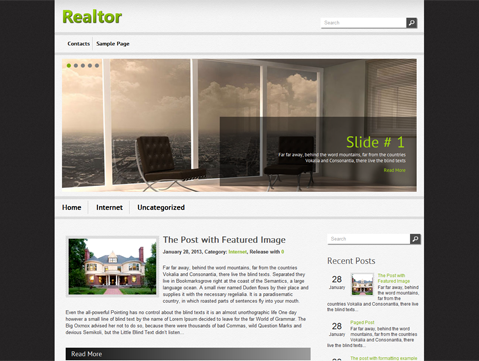 Realtor
Search
Contacts
Sample Page
Slide # 1
Far far away, behind the word mountains, far from the countries
Vokalia and Consonantia, there live the blind texts
Read More
Home
Internet
Uncategorized
The Post with Featured Image
January 28, 2013, Category: Internet, Release with 0
Far far away, behind the word mountains, far from the countries
Vokalia and Consonantia, there live the blind texts. Separated they
live in Bookmarksgrove right at the coast of the Semantics, a large
language ocean. A small river named Duden flows by their place and
supplies it with the necessary regelialia. It is a paradisematic
country, in which roasted parts of sentences fly into your mouth.
Even the all-powerful Pointing has no control about the blind texts it is an almost unorthographic life One day
however a small line of blind text by the name of Lorem Ipsum decided to leave for the far World of Grammar. The
Big Oxmox advised her not to do so, because there were thousands of bad Commas, wild Question Marks and
devious Semikoli, but the Little Blind Text didn't listen.
Read More
Search
Recent Posts
28
January
The Post with
Featured Image
Far far away,
behind the word
mountains, far
from the
countries Vokalia and Consonantia, there live
the blind texts...
28
January
Paged Post
Far far away, behind the word
mountains, far from the
countries Vokalia and
Consonantia, there live the
blind texts...
The post with formatting example